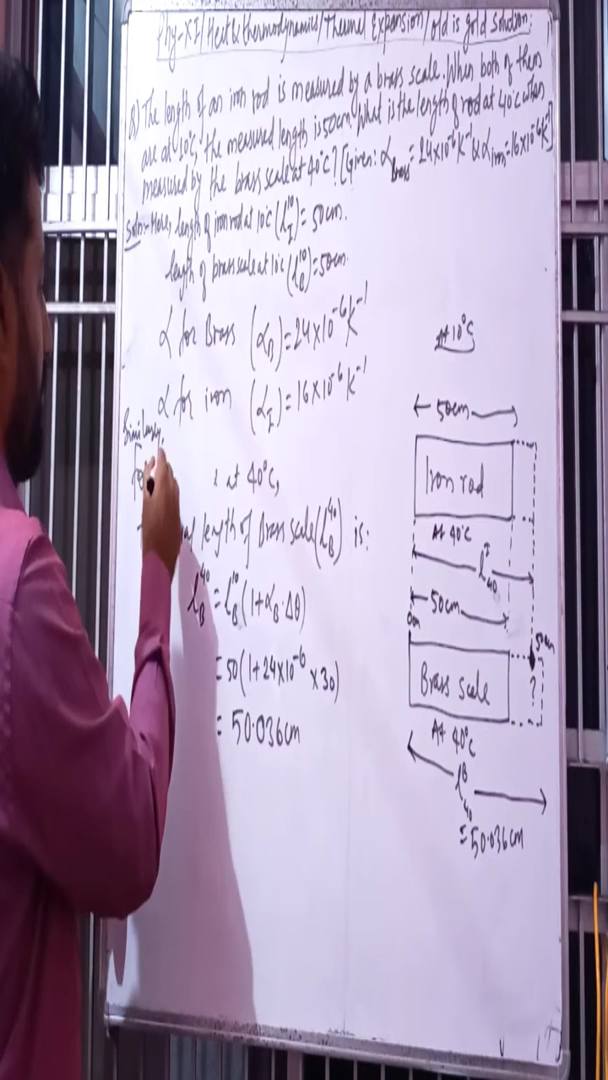 Phy-XI/Heat & thermodynamics/Thermal Expansion/old is gold solution:
Q) The length of an iron rod is measured by a brass scale. When both of them
are at 10°C, the measured length is 50cm. What is the length of rod at 40°C when
measured by the brass scale at 40°C? [Given: α_Brass = 24×10⁻⁶K⁻¹ & α_iron = 16×10⁻⁶K⁻¹]
Soln:- Here, length of iron rod at 10°C (l_I^10) = 50cm.
length of brass scale at 10°C (l_B^10) = 50cm.
α for Brass (α_B) = 24×10⁻⁶ K⁻¹
α for iron (α_I) = 16×10⁻⁶ K⁻¹
Similarly,
at 40°C,
length of Brass scale (l_B^40) is:
l_B^40 = l_B^10 (1+α_B·Δθ)
= 50(1+24×10⁻⁶ ×30)
= 50.036cm
At 10°C
50cm
Iron rod
At 40°C
l_40^I
50cm
0cm
50cm
Brass scale
?
At 40°C
l_40^B
= 50.036cm